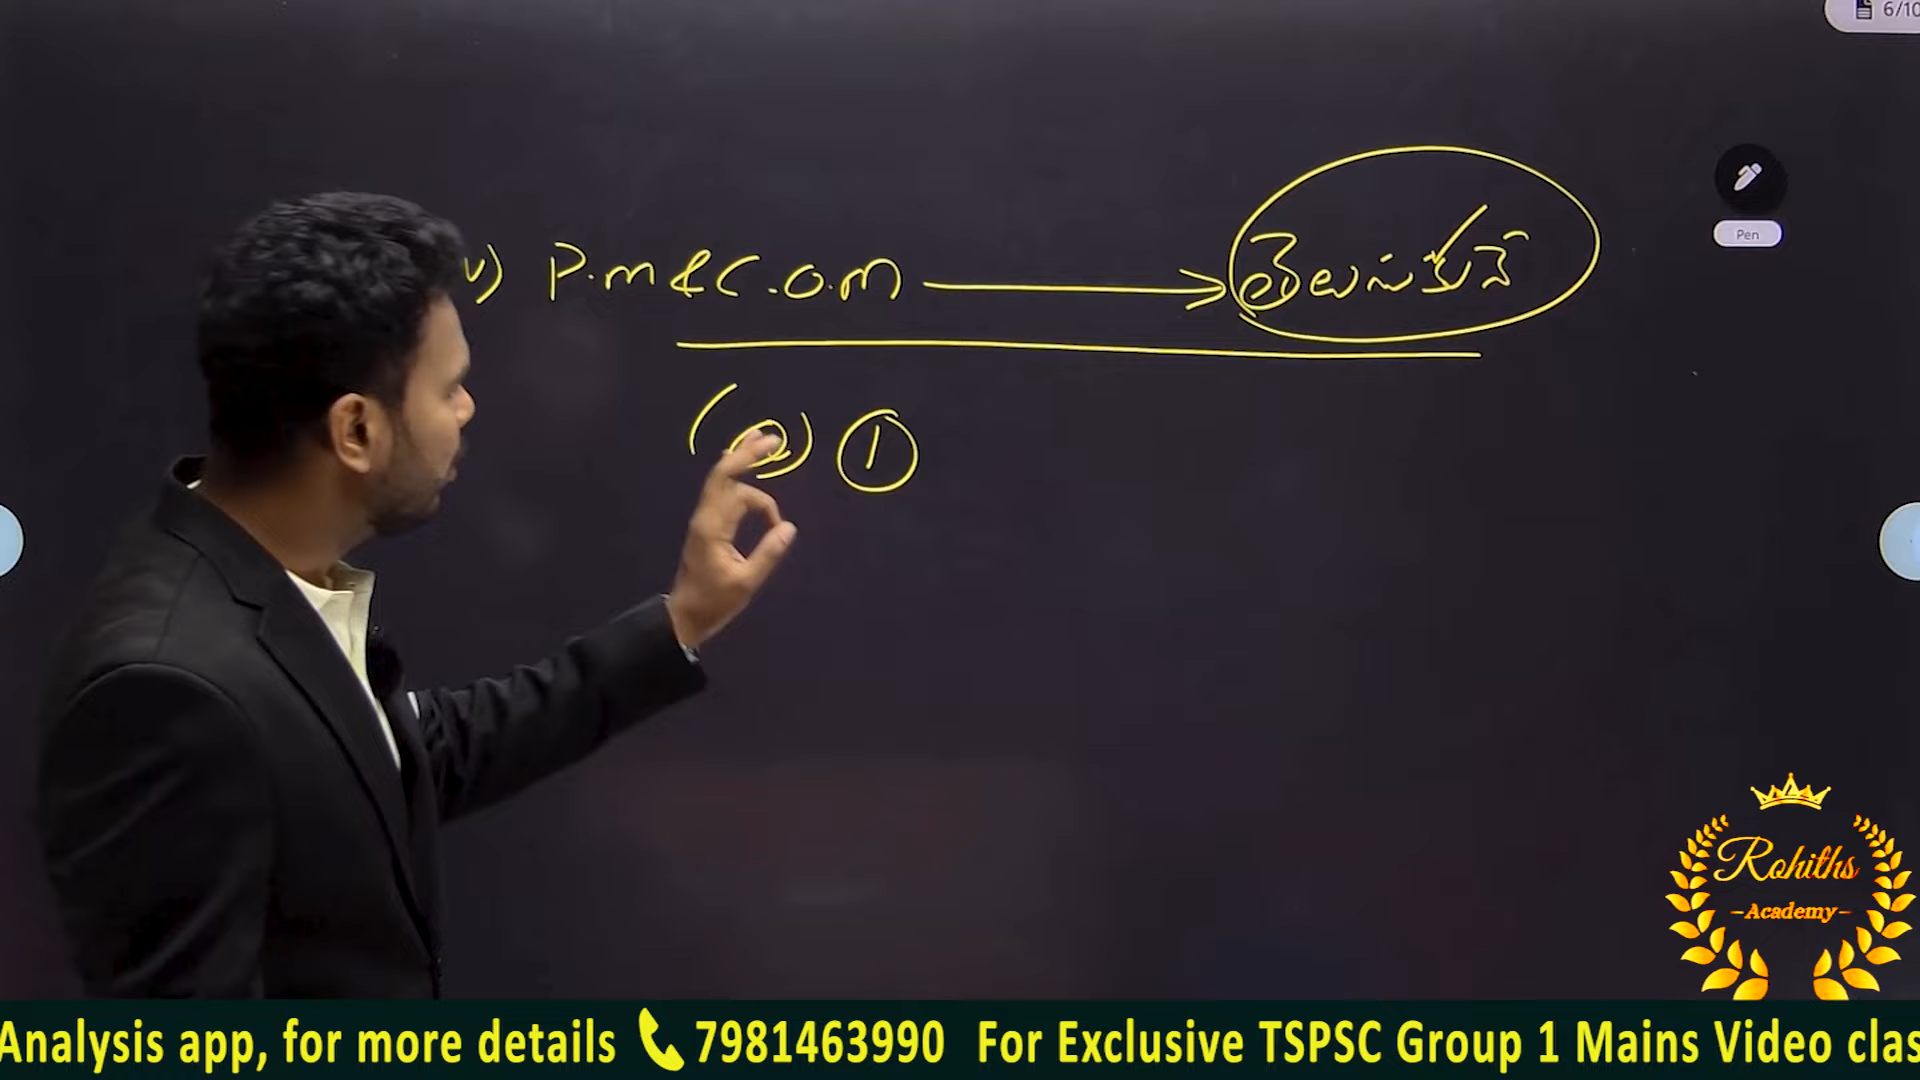 6/10
Pen
v) P.M & C.O.M → తెలుసుకునే
(a) ①
Rohiths
-Academy-
Analysis app, for more details 7981463990 For Exclusive TSPSC Group 1 Mains Video clas